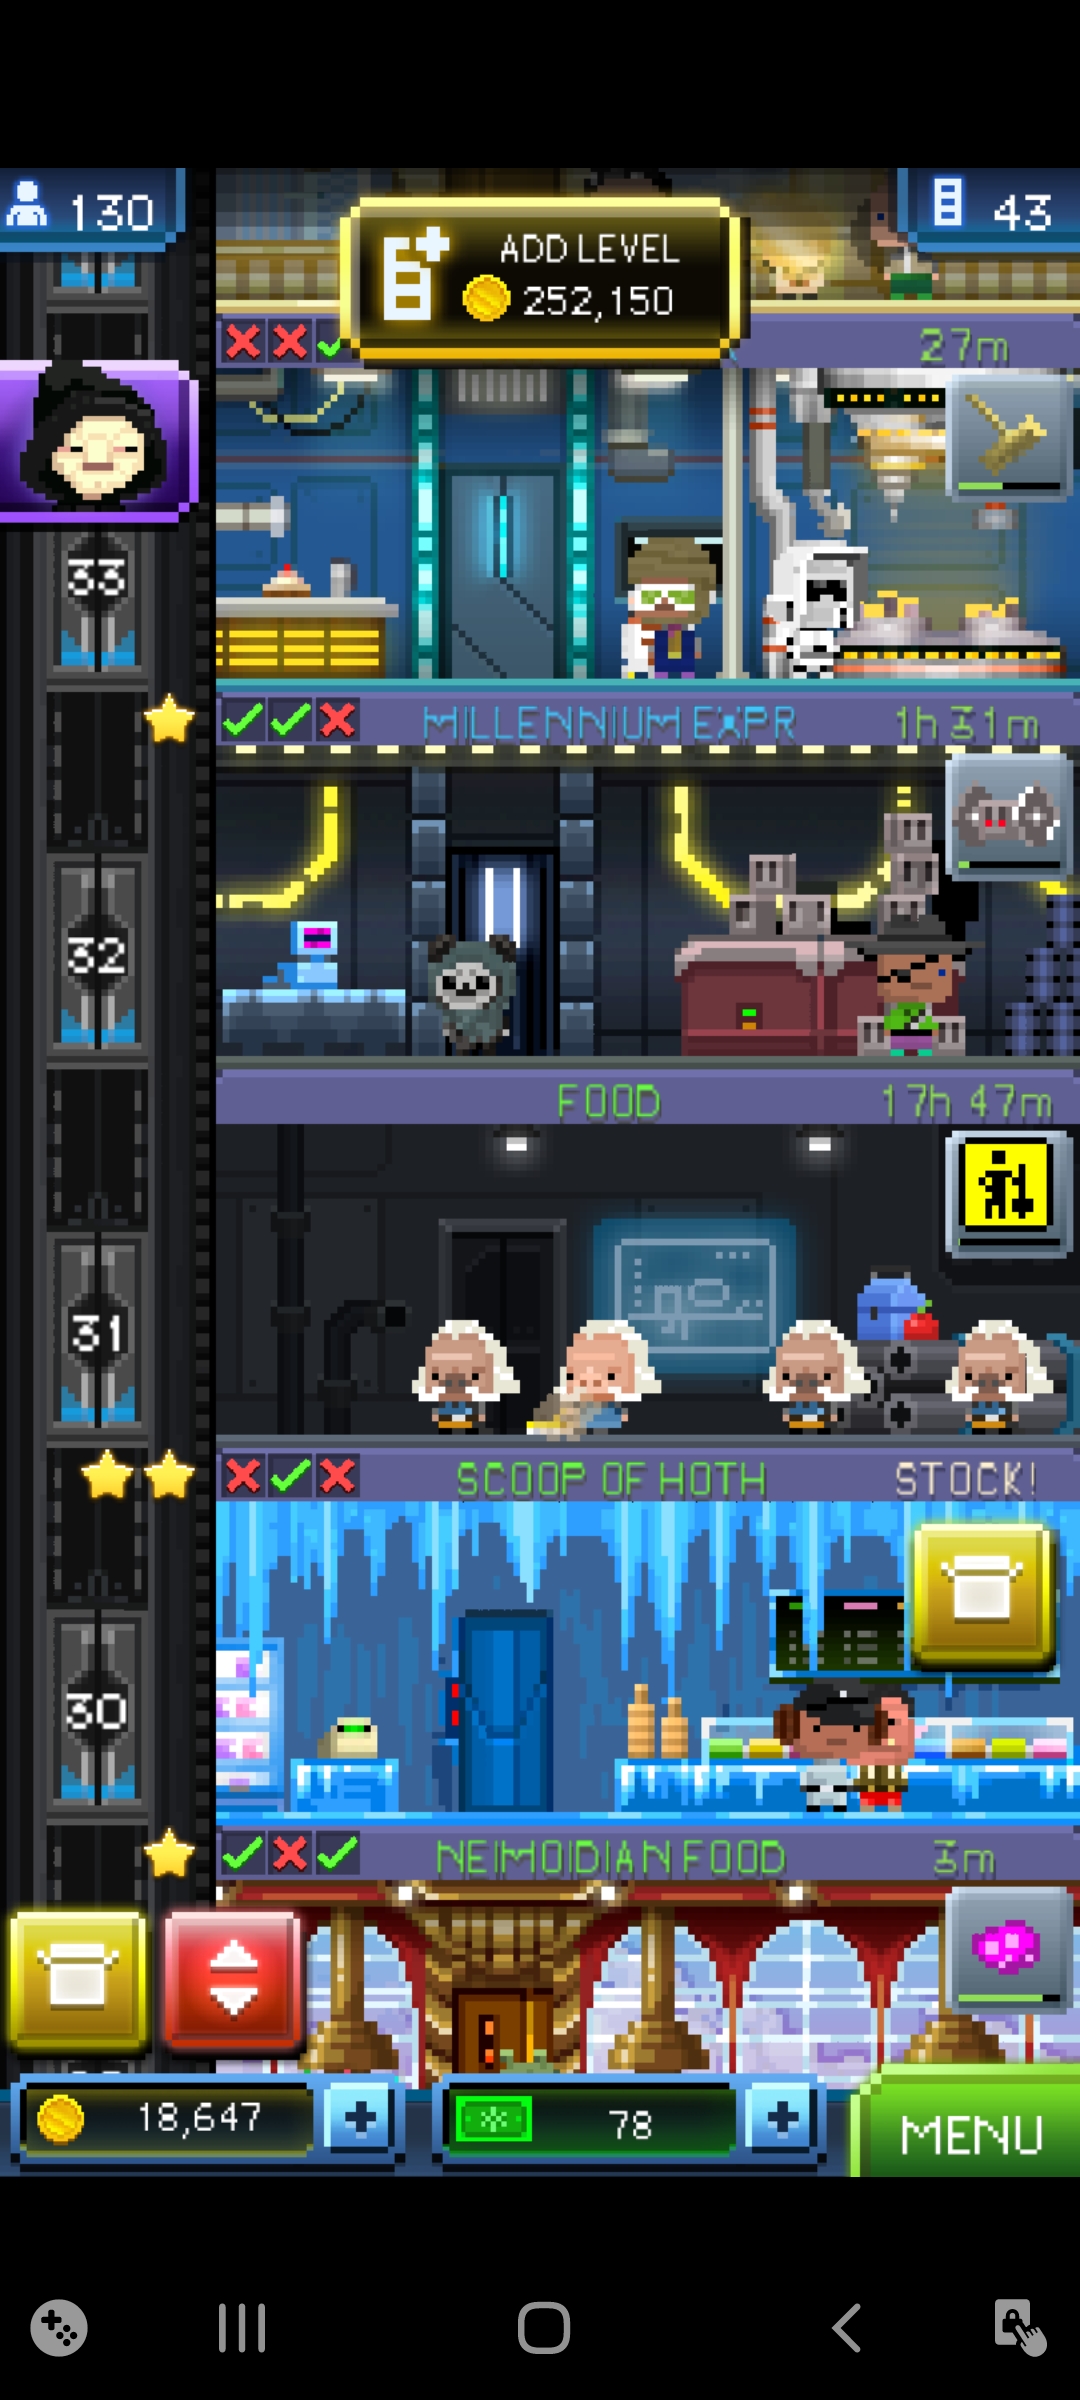 130
ADD LEVEL
252,150
43
27m
33
MILLENNIUM EXPR
1h 31m
32
FOOD
17h 47m
31
SCOOP OF HOTH
STOCK!
30
NEIMOIDIAN FOOD
3m
18,647
78
MENU